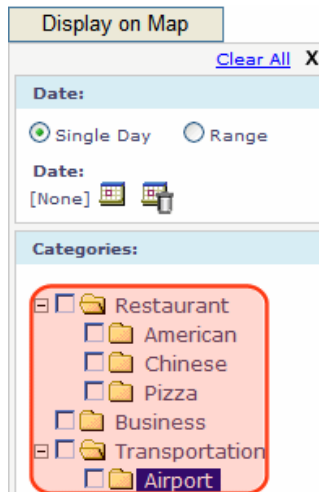 Display on Map
Clear All X
Date:
Single Day Range
Date:
[None]
Categories:
Restaurant
American
Chinese
Pizza
Business
Transportation
Airport